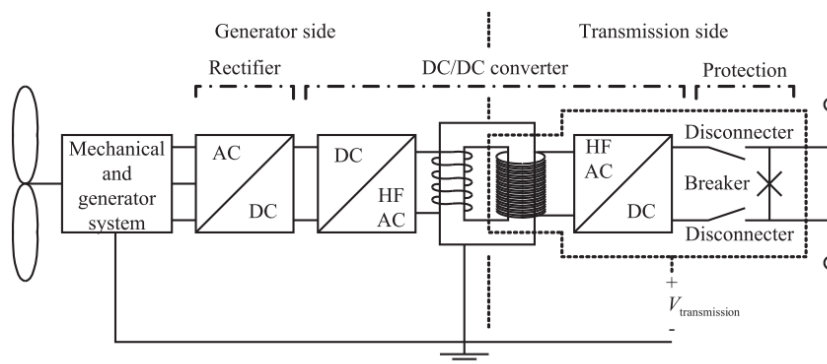 Generator side
Transmission side
Rectifier
DC/DC converter
Protection
Mechanical
and
generator
system
AC
DC
DC
HF
AC
HF
AC
DC
Disconnecter
Breaker
Disconnecter
+
Vtransmission
-